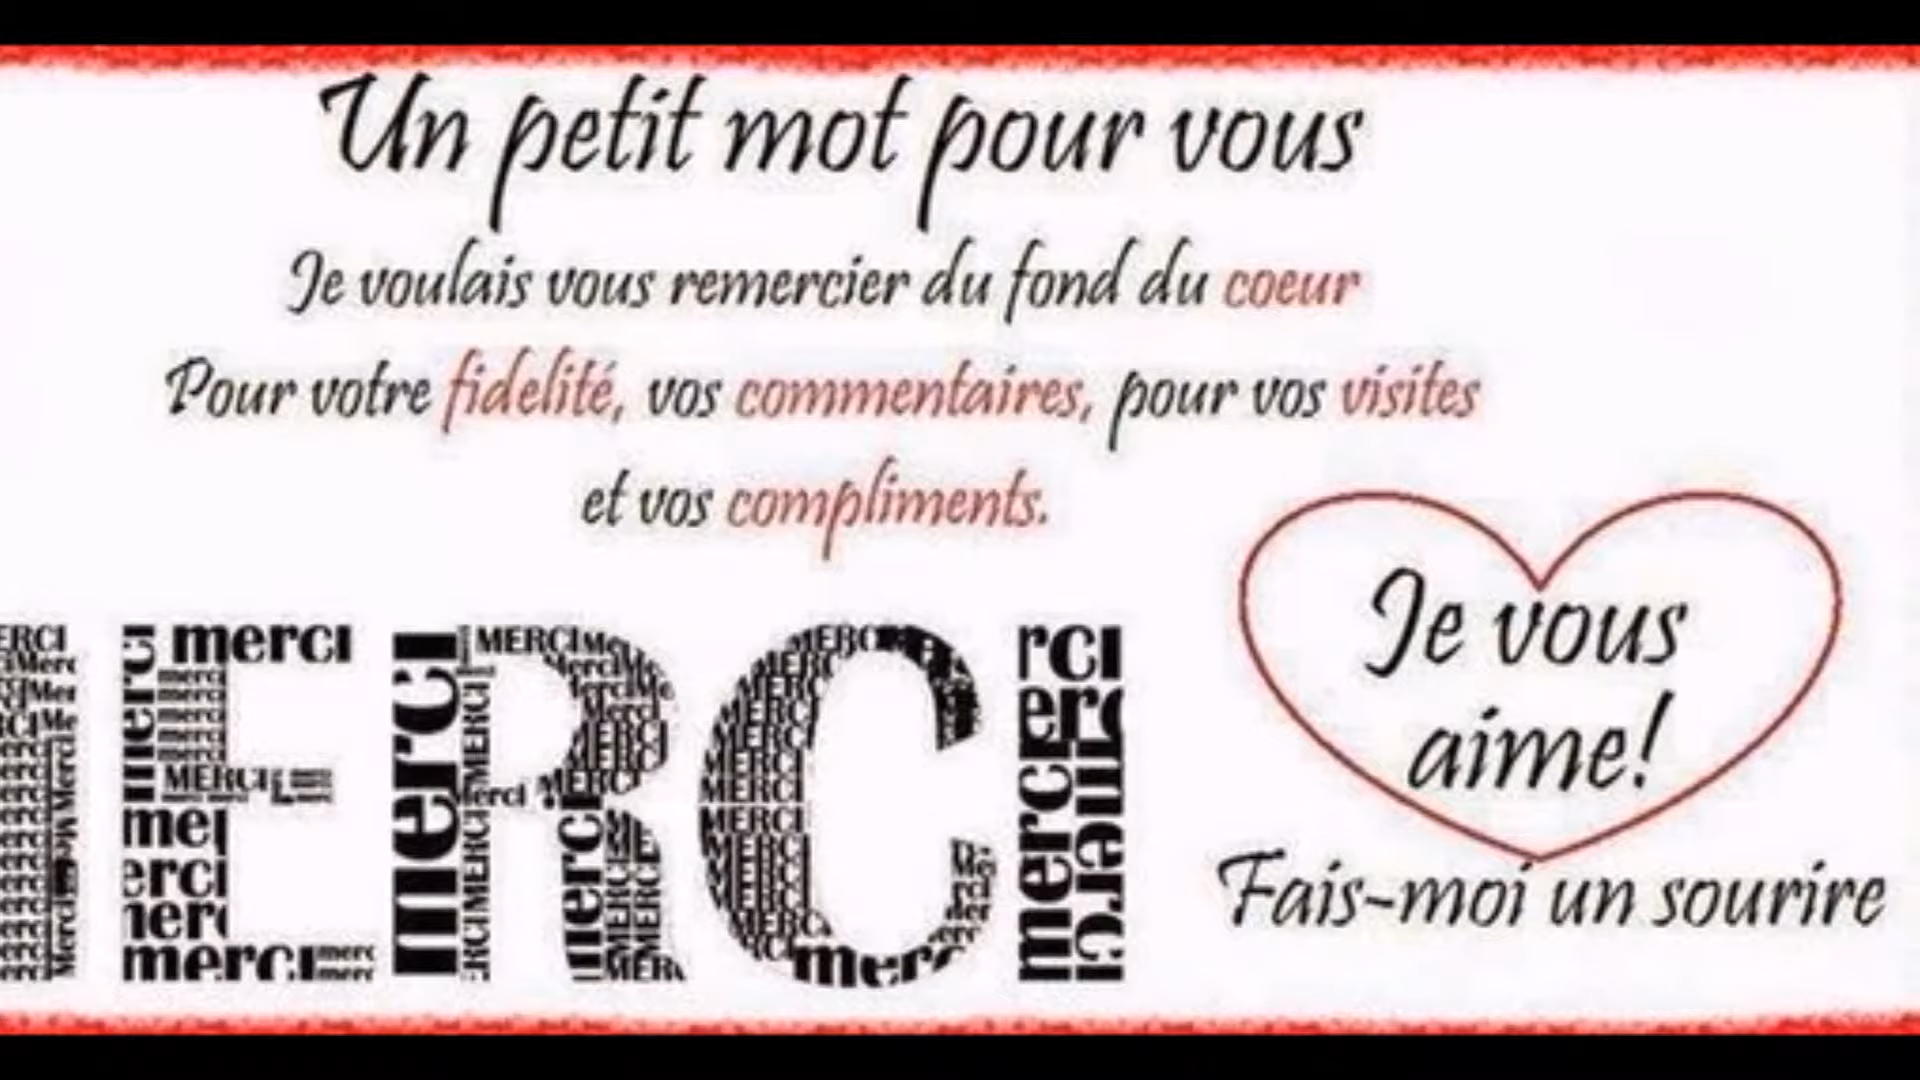 Un petit mot pour vous
Je voulais vous remercier du fond du coeur
Pour votre fidelité, vos commentaires, pour vos visites
et vos compliments.
MERCI
Je vous
aime!
Fais-moi un sourire